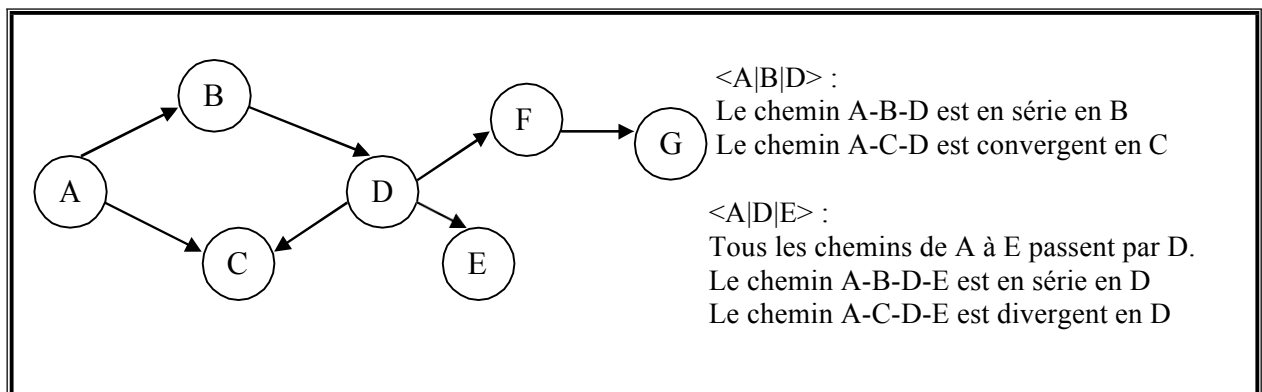 B
F
G
A
D
C
E
<A|B|D> :
Le chemin A-B-D est en série en B
Le chemin A-C-D est convergent en C
<A|D|E> :
Tous les chemins de A à E passent par D.
Le chemin A-B-D-E est en série en D
Le chemin A-C-D-E est divergent en D